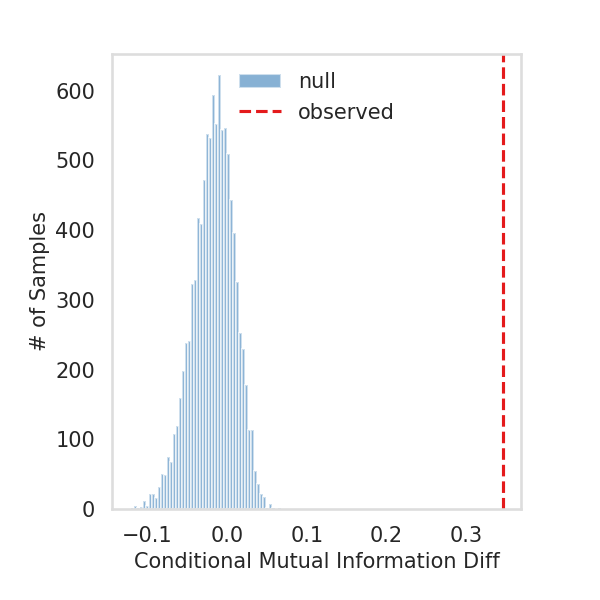 null
observed
600
500
400
300
200
100
0
# of Samples
−0.1 0.0 0.1 0.2 0.3
Conditional Mutual Information Diff